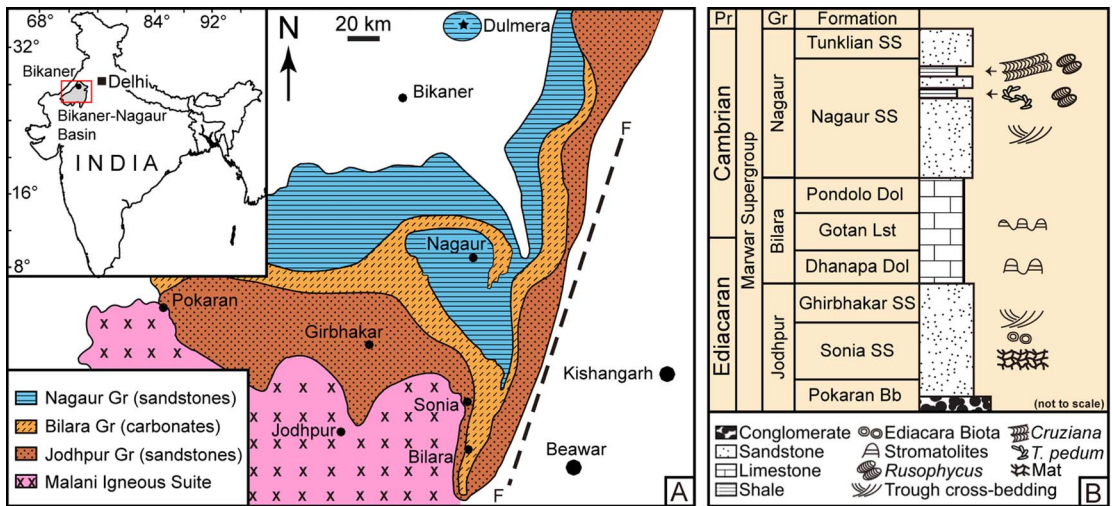 68° 76° 84° 92°
32°
16°
8°
Bikaner
Delhi
Bikaner-Nagaur
Basin
INDIA
N
20 km
Dulmera
Bikaner
F
Nagaur
Pokaran
Girbhakar
Kishangarh
Sonia
Jodhpur
Bilara
Beawar
F
Nagaur Gr (sandstones)
Bilara Gr (carbonates)
Jodhpur Gr (sandstones)
x x Malani Igneous Suite
A
Pr Gr Formation
Cambrian
Ediacaran
Marwar Supergroup
Nagaur
Bilara
Jodhpur
Tunklian SS
Nagaur SS
Pondolo Dol
Gotan Lst
Dhanapa Dol
Ghirbhakar SS
Sonia SS
Pokaran Bb
(not to scale)
Conglomerate Ediacara Biota Cruziana
Sandstone Stromatolites T. pedum
Limestone Rusophycus Mat
Shale Trough cross-bedding
B